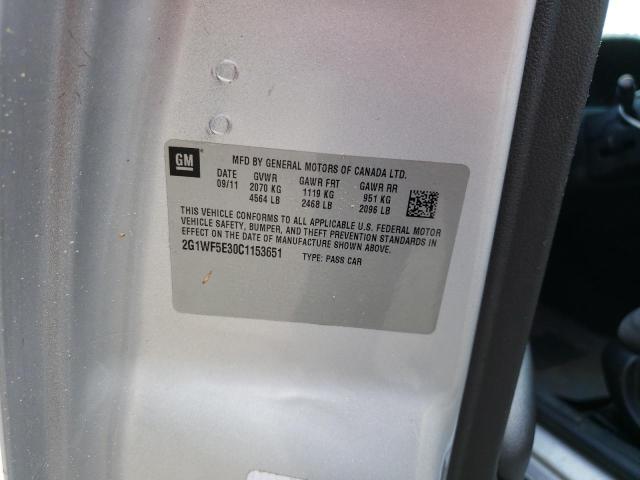 GM
MFD BY GENERAL MOTORS OF CANADA LTD.
DATE GVWR GAWR FRT GAWR RR
09/11 2070 KG 1119 KG 951 KG
4564 LB 2468 LB 2096 LB
THIS VEHICLE CONFORMS TO ALL APPLICABLE U.S. FEDERAL MOTOR
VEHICLE SAFETY, BUMPER, AND THEFT PREVENTION STANDARDS IN
EFFECT ON THE DATE OF MANUFACTURE SHOWN ABOVE.
2G1WF5E30C1153651 TYPE: PASS CAR